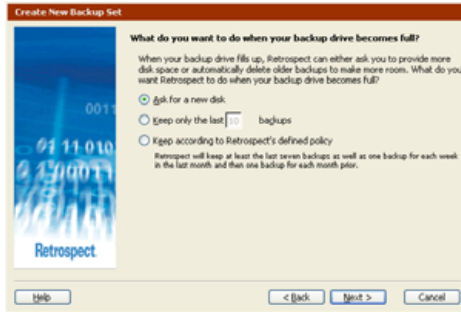 Create New Backup Set
What do you want to do when your backup drive becomes full?
When your backup drive fills up, Retrospect can either ask you to provide more
disk space or automatically delete older backups to make more room. What do you
want Retrospect to do when your backup drive becomes full?
Ask for a new disk
Keep only the last 10 backups
Keep according to Retrospect's defined policy
Retrospect will keep at least the last seven backups as well as one backup for each week
in the last month and then one backup for each month prior.
0011
01 11 010
Retrospect
Help
< Back
Next >
Cancel